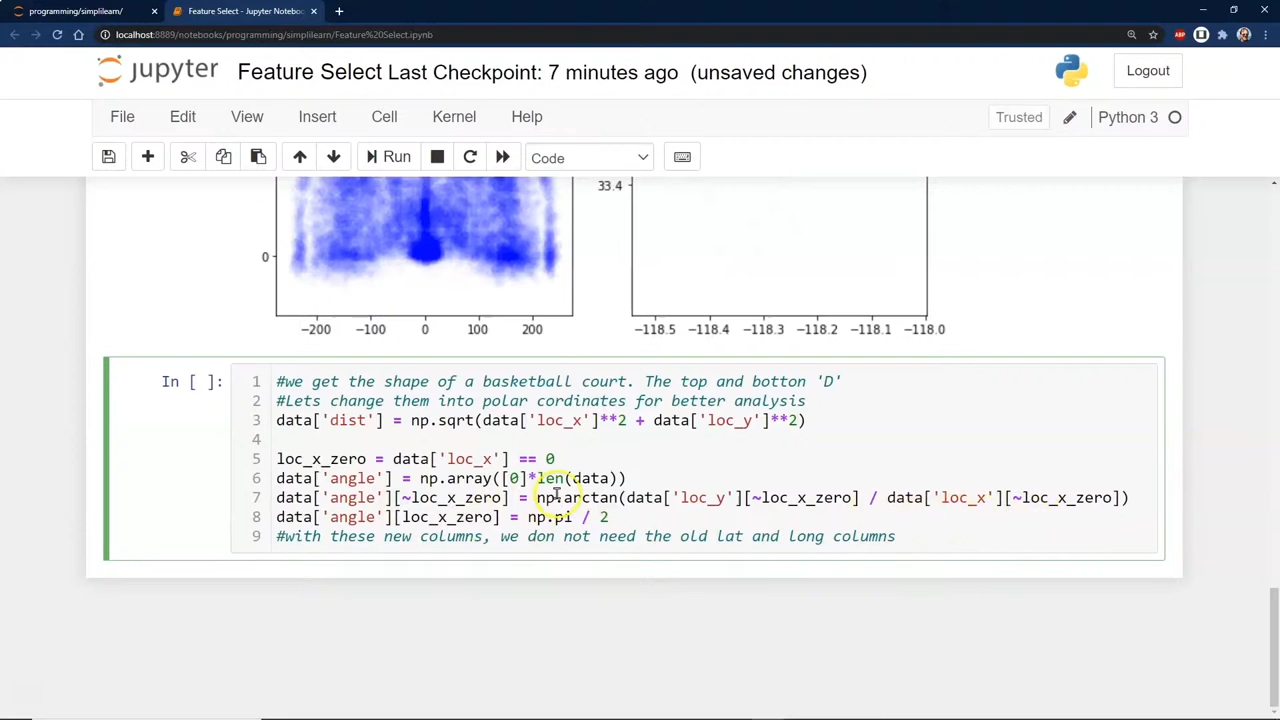 programming/simplilearn/
Feature Select - Jupyter Noteboo
localhost:8889/notebooks/programming/simplilearn/Feature%20Select.ipynb
ABP
jupyter
Feature Select Last Checkpoint: 7 minutes ago (unsaved changes)
Logout
File Edit View Insert Cell Kernel Help
Trusted
Python 3
Run
Code
33.4
0
−200 −100 0 100 200
−118.5 −118.4 −118.3 −118.2 −118.1 −118.0
In [ ]:
1 #we get the shape of a basketball court. The top and botton 'D'
2 #Lets change them into polar cordinates for better analysis
3 data['dist'] = np.sqrt(data['loc_x']**2 + data['loc_y']**2)
4
5 loc_x_zero = data['loc_x'] == 0
6 data['angle'] = np.array([0]*len(data))
7 data['angle'][~loc_x_zero] = np.arctan(data['loc_y'][~loc_x_zero] / data['loc_x'][~loc_x_zero])
8 data['angle'][loc_x_zero] = np.pi / 2
9 #with these new columns, we don not need the old lat and long columns